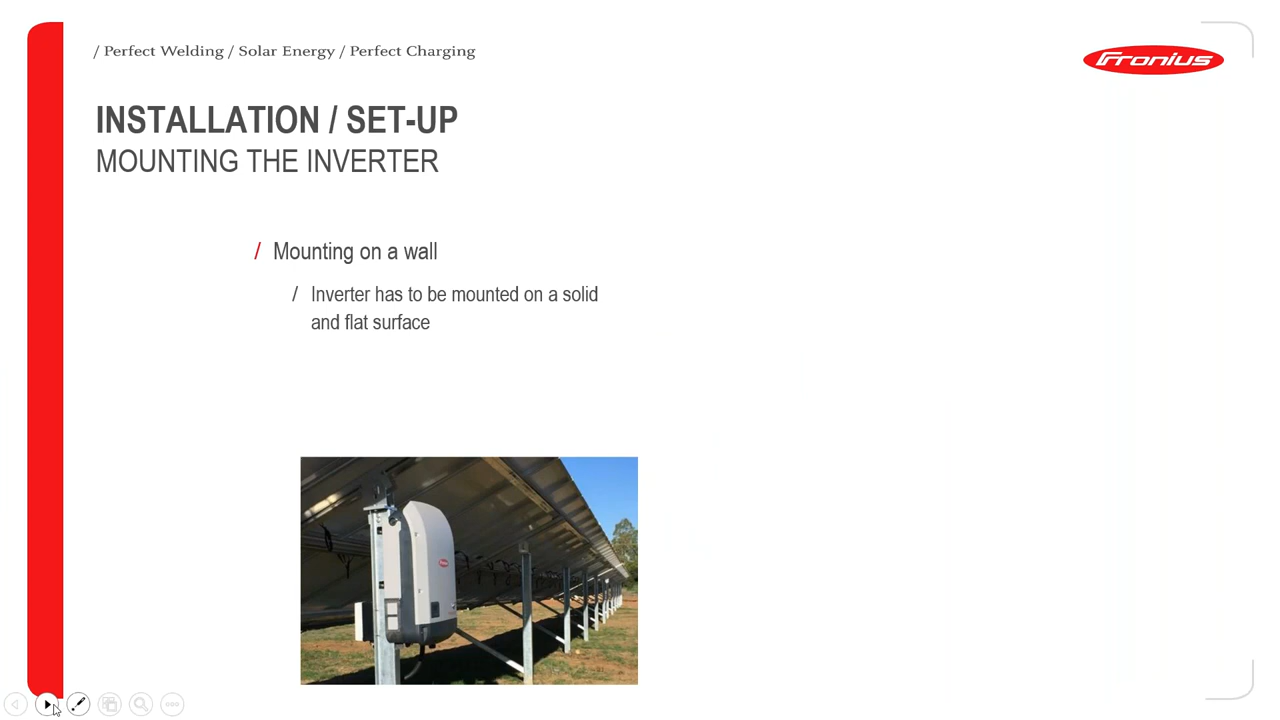 / Perfect Welding / Solar Energy / Perfect Charging
Fronius
INSTALLATION / SET-UP
MOUNTING THE INVERTER
/ Mounting on a wall
/ Inverter has to be mounted on a solid
and flat surface